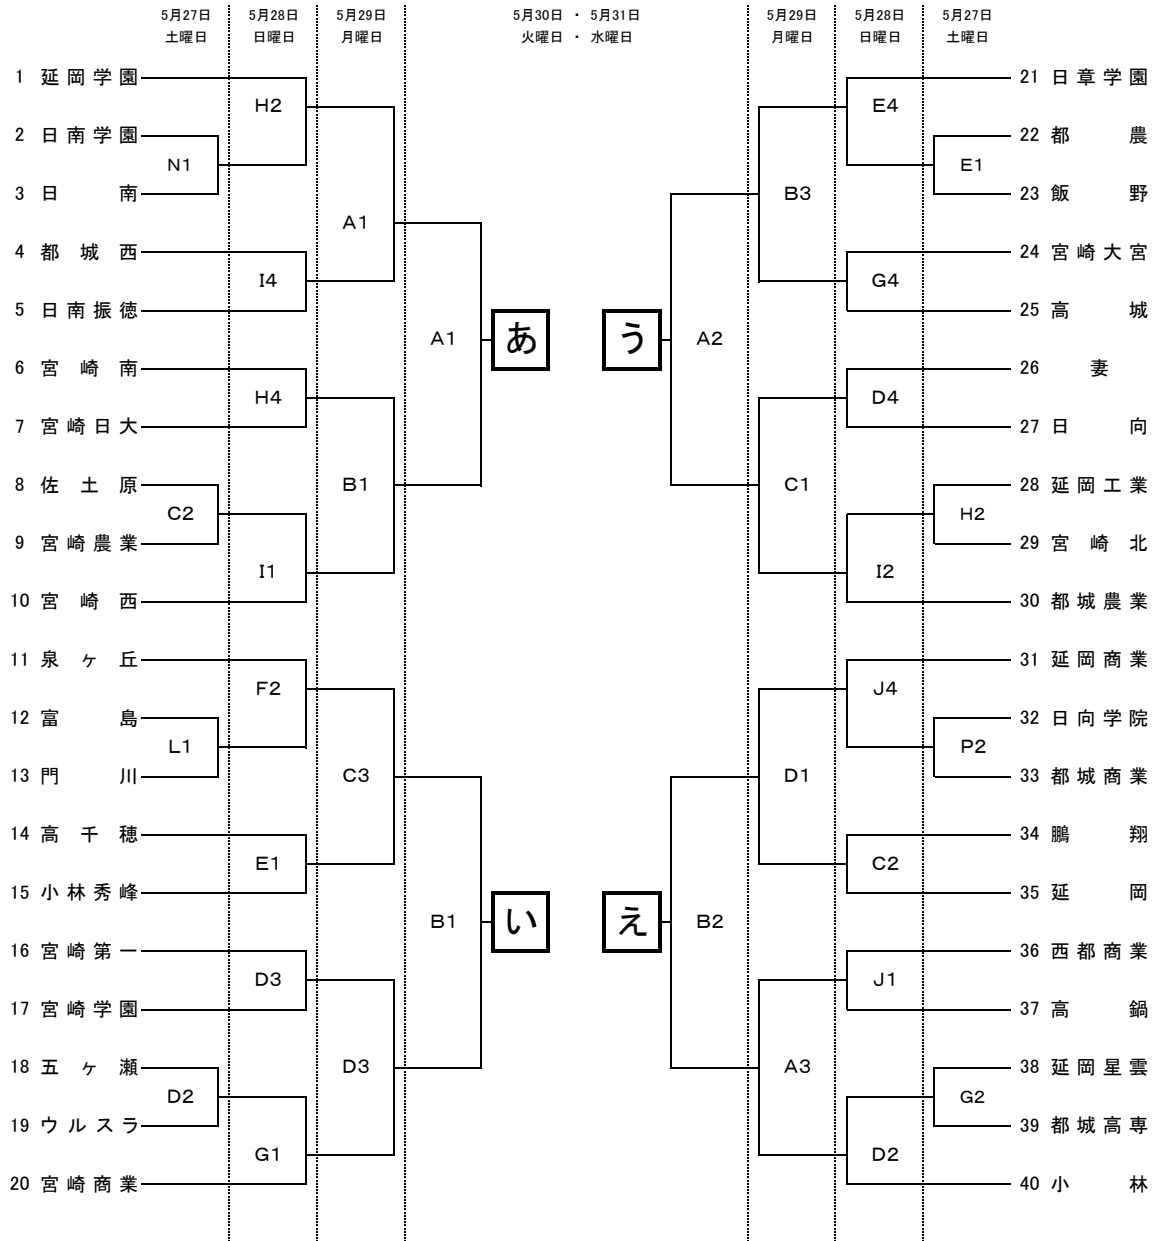 5月27日 5月28日 5月29日 5月30日 ・ 5月31日 5月29日 5月28日 5月27日
土曜日 日曜日 月曜日 火曜日 ・ 水曜日 月曜日 日曜日 土曜日
1 延岡学園 21 日章学園
H2 E4
2 日南学園 22 都農
N1 E1
3 日南 B3 23 飯野
A1
4 都城西 24 宮崎大宮
I4 G4
5 日南振徳 25 高城
A1 あ う A2
6 宮崎南 26 妻
H4 D4
7 宮崎日大 27 日向
8 佐土原 B1 C1 28 延岡工業
C2 H2
9 宮崎農業 29 宮崎北
I1 I2
10 宮崎西 30 都城農業
11 泉ヶ丘 31 延岡商業
F2 J4
12 富島 32 日向学院
L1 P2
13 門川 C3 D1 33 都城商業
14 高千穂 34 鵬翔
E1 C2
15 小林秀峰 35 延岡
B1 い え B2
16 宮崎第一 36 西都商業
D3 J1
17 宮崎学園 37 高鍋
18 五ヶ瀬 D3 A3 38 延岡星雲
D2 G2
19 ウルスラ 39 都城高専
G1 D2
20 宮崎商業 40 小林